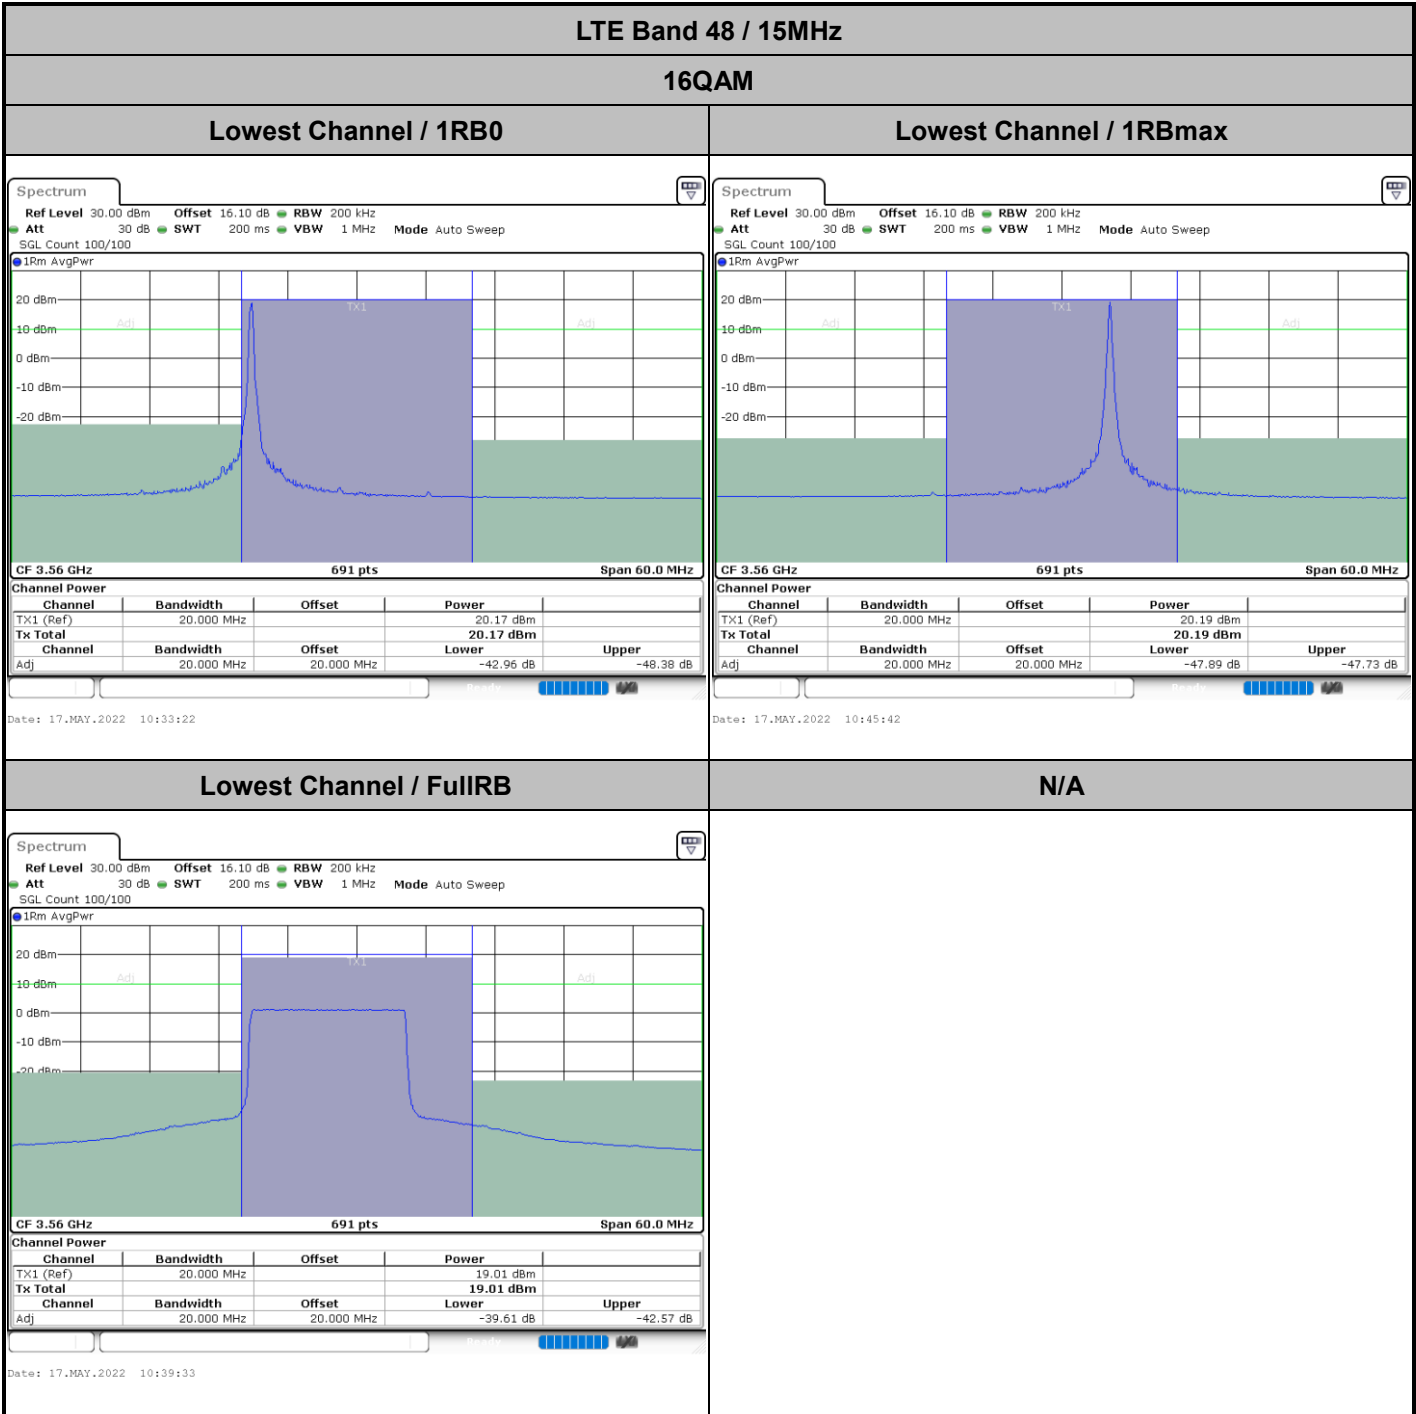 LTE Band 48 / 15MHz
16QAM
Lowest Channel / 1RB0
Lowest Channel / 1RBmax
Spectrum
Ref Level 30.00 dBm Offset 16.10 dB RBW 200 kHz
Att 30 dB SWT 200 ms VBW 1 MHz Mode Auto Sweep
SGL Count 100/100
1Rm AvgPwr
TX1
20 dBm
Adj
Adj
10 dBm
0 dBm
-10 dBm
-20 dBm
CF 3.56 GHz 691 pts Span 60.0 MHz
Channel Power
Channel Bandwidth Offset Power
TX1 (Ref) 20.000 MHz 20.17 dBm
Tx Total 20.17 dBm
Channel Bandwidth Offset Lower Upper
Adj 20.000 MHz 20.000 MHz -42.96 dB -48.38 dB
Ready
Date: 17.MAY.2022 10:33:22
Spectrum
Ref Level 30.00 dBm Offset 16.10 dB RBW 200 kHz
Att 30 dB SWT 200 ms VBW 1 MHz Mode Auto Sweep
SGL Count 100/100
1Rm AvgPwr
20 dBm
TX1
Adj
Adj
10 dBm
0 dBm
-10 dBm
-20 dBm
CF 3.56 GHz 691 pts Span 60.0 MHz
Channel Power
Channel Bandwidth Offset Power
TX1 (Ref) 20.000 MHz 20.19 dBm
Tx Total 20.19 dBm
Channel Bandwidth Offset Lower Upper
Adj 20.000 MHz 20.000 MHz -47.89 dB -47.73 dB
Ready
Date: 17.MAY.2022 10:45:42
Lowest Channel / FullRB
N/A
Spectrum
Ref Level 30.00 dBm Offset 16.10 dB RBW 200 kHz
Att 30 dB SWT 200 ms VBW 1 MHz Mode Auto Sweep
SGL Count 100/100
1Rm AvgPwr
20 dBm
TX1
Adj
Adj
10 dBm
0 dBm
-10 dBm
-20 dBm
CF 3.56 GHz 691 pts Span 60.0 MHz
Channel Power
Channel Bandwidth Offset Power
TX1 (Ref) 20.000 MHz 19.01 dBm
Tx Total 19.01 dBm
Channel Bandwidth Offset Lower Upper
Adj 20.000 MHz 20.000 MHz -39.61 dB -42.57 dB
Ready
Date: 17.MAY.2022 10:39:33